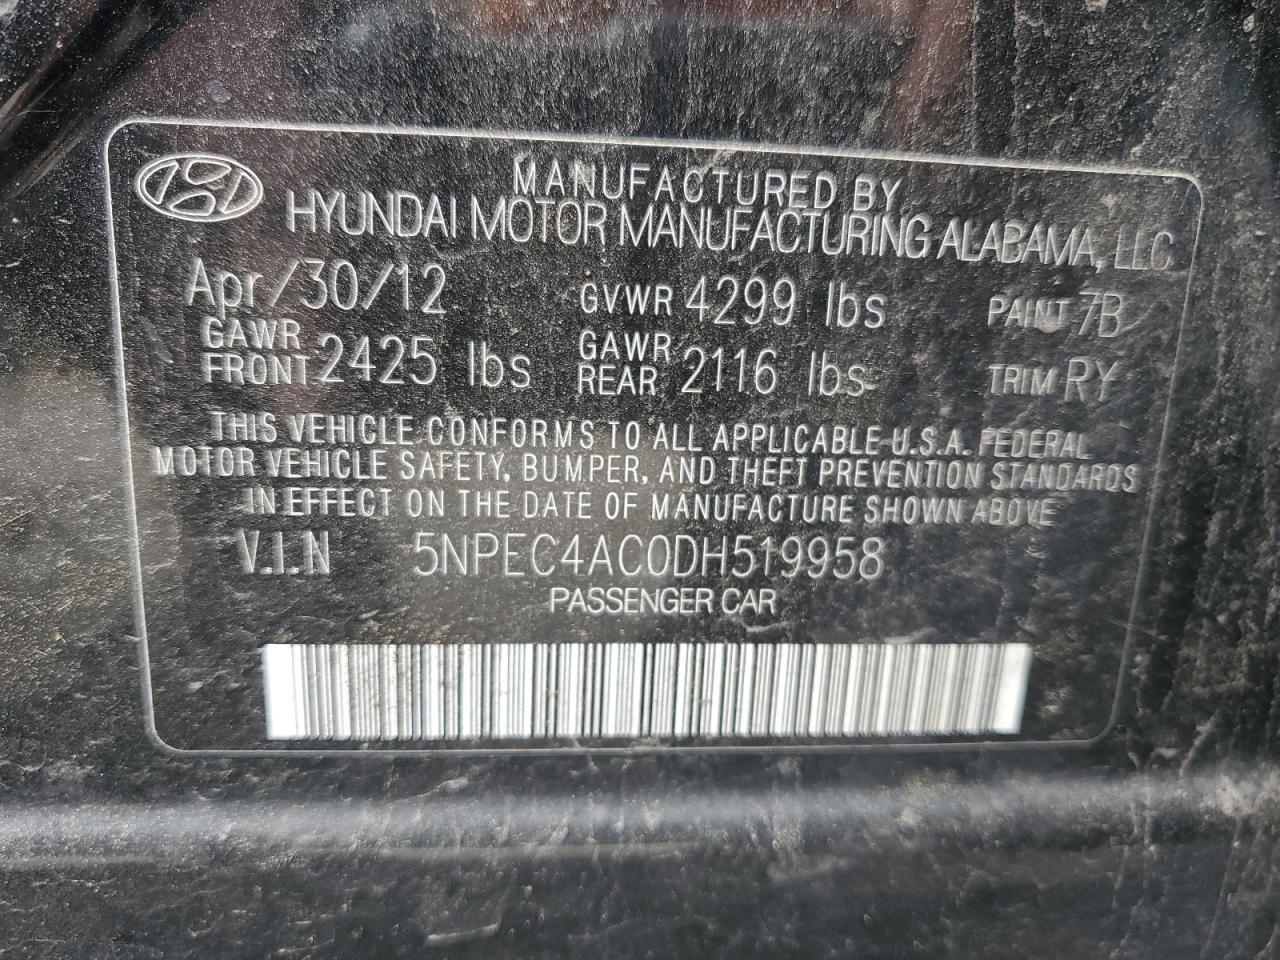 MANUFACTURED BY
HYUNDAI MOTOR MANUFACTURING ALABAMA, LLC
Apr/30/12 GVWR 4299 lbs PAINT 7B
GAWR FRONT 2425 lbs GAWR REAR 2116 lbs TRIM RY
THIS VEHICLE CONFORMS TO ALL APPLICABLE U.S.A. FEDERAL
MOTOR VEHICLE SAFETY, BUMPER, AND THEFT PREVENTION STANDARDS
IN EFFECT ON THE DATE OF MANUFACTURE SHOWN ABOVE
V.I.N 5NPEC4AC0DH519958
PASSENGER CAR